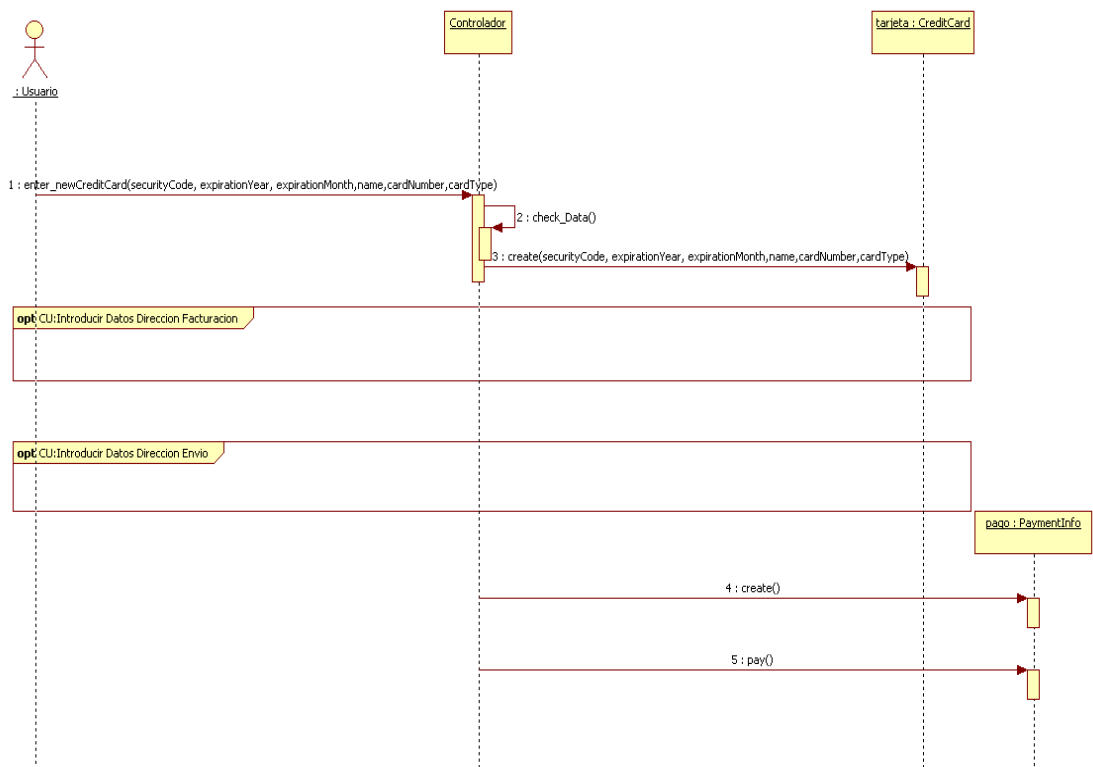 Controlador
tarjeta : CreditCard
: Usuario
1 : enter_newCreditCard(securityCode, expirationYear, expirationMonth,name,cardNumber,cardType)
2 : check_Data()
3 : create(securityCode, expirationYear, expirationMonth,name,cardNumber,cardType)
opt CU:Introducir Datos Direccion Facturacion
opt CU:Introducir Datos Direccion Envio
pago : PaymentInfo
4 : create()
5 : pay()